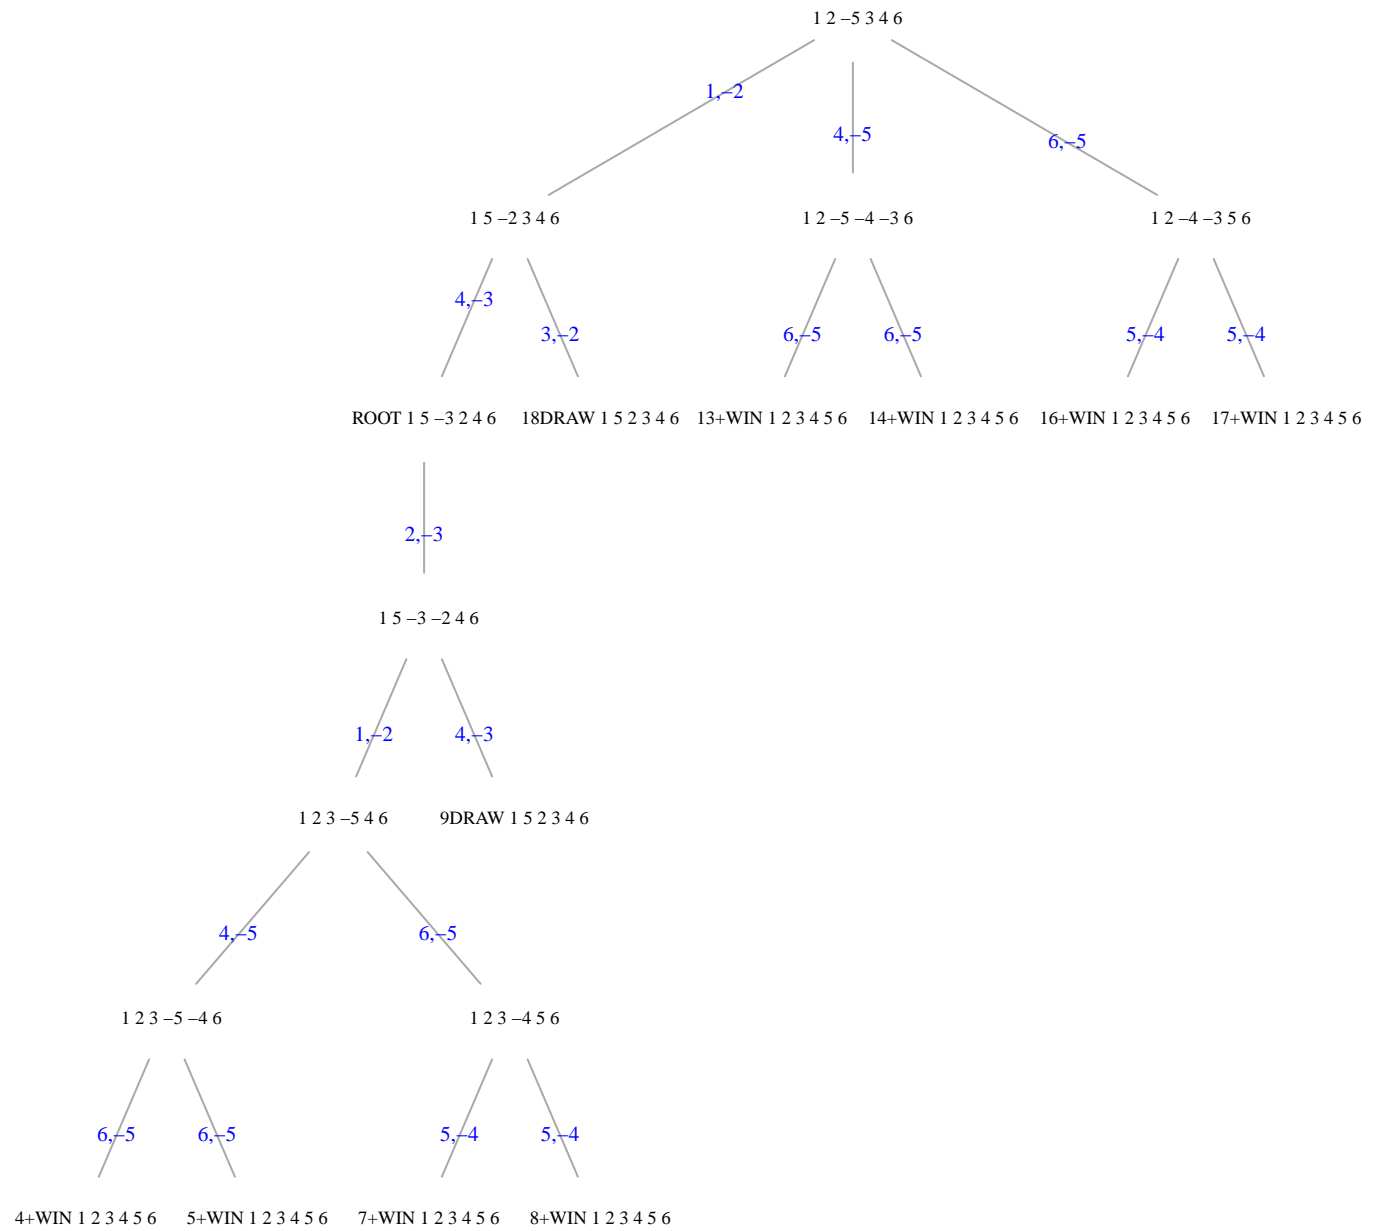 1 2 –5 3 4 6
1,–2
4,–5
6,–5
1 5 –2 3 4 6
1 2 –5 –4 –3 6
1 2 –4 –3 5 6
4,–3
3,–2
6,–5
6,–5
5,–4
5,–4
ROOT 1 5 –3 2 4 6
18DRAW 1 5 2 3 4 6
13+WIN 1 2 3 4 5 6
14+WIN 1 2 3 4 5 6
16+WIN 1 2 3 4 5 6
17+WIN 1 2 3 4 5 6
2,–3
1 5 –3 –2 4 6
1,–2
4,–3
1 2 3 –5 4 6
9DRAW 1 5 2 3 4 6
4,–5
6,–5
1 2 3 –5 –4 6
1 2 3 –4 5 6
6,–5
6,–5
5,–4
5,–4
4+WIN 1 2 3 4 5 6
5+WIN 1 2 3 4 5 6
7+WIN 1 2 3 4 5 6
8+WIN 1 2 3 4 5 6